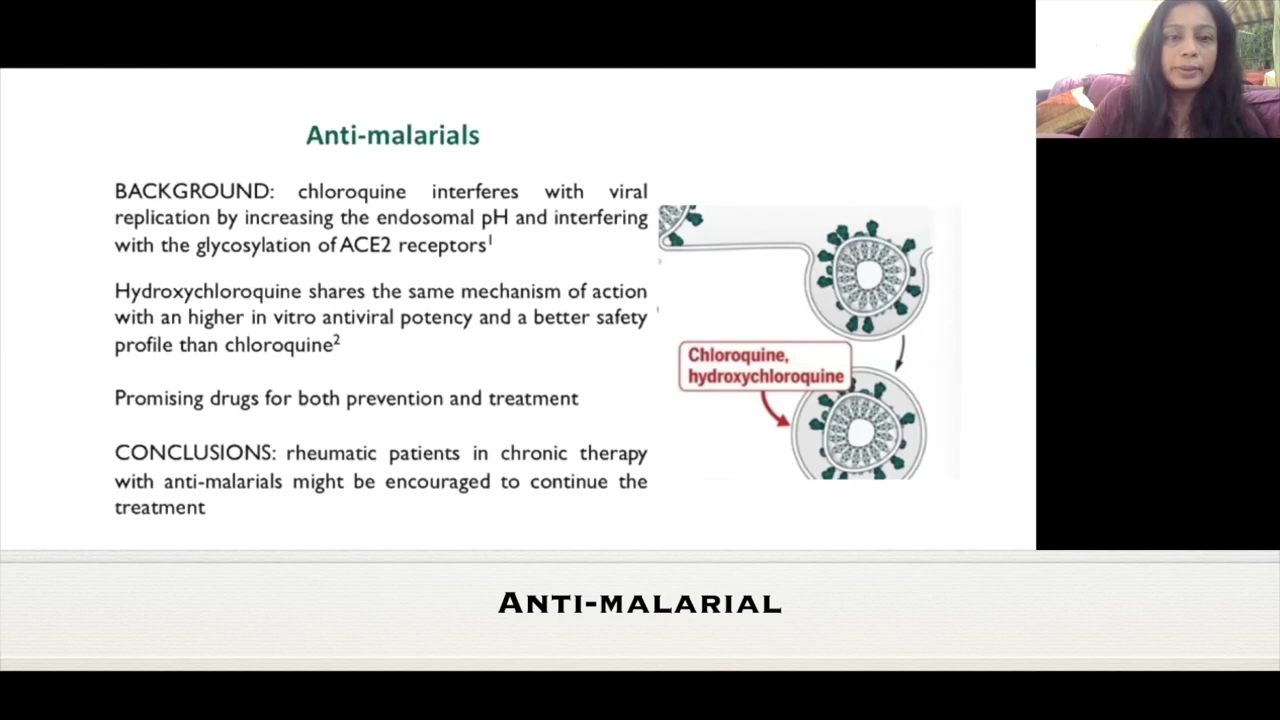 Anti-malarials
BACKGROUND: chloroquine interferes with viral
replication by increasing the endosomal pH and interfering
with the glycosylation of ACE2 receptors¹
Hydroxychloroquine shares the same mechanism of action
with an higher in vitro antiviral potency and a better safety
profile than chloroquine²
Promising drugs for both prevention and treatment
CONCLUSIONS: rheumatic patients in chronic therapy
with anti-malarials might be encouraged to continue the
treatment
Chloroquine,
hydroxychloroquine
ANTI-MALARIAL